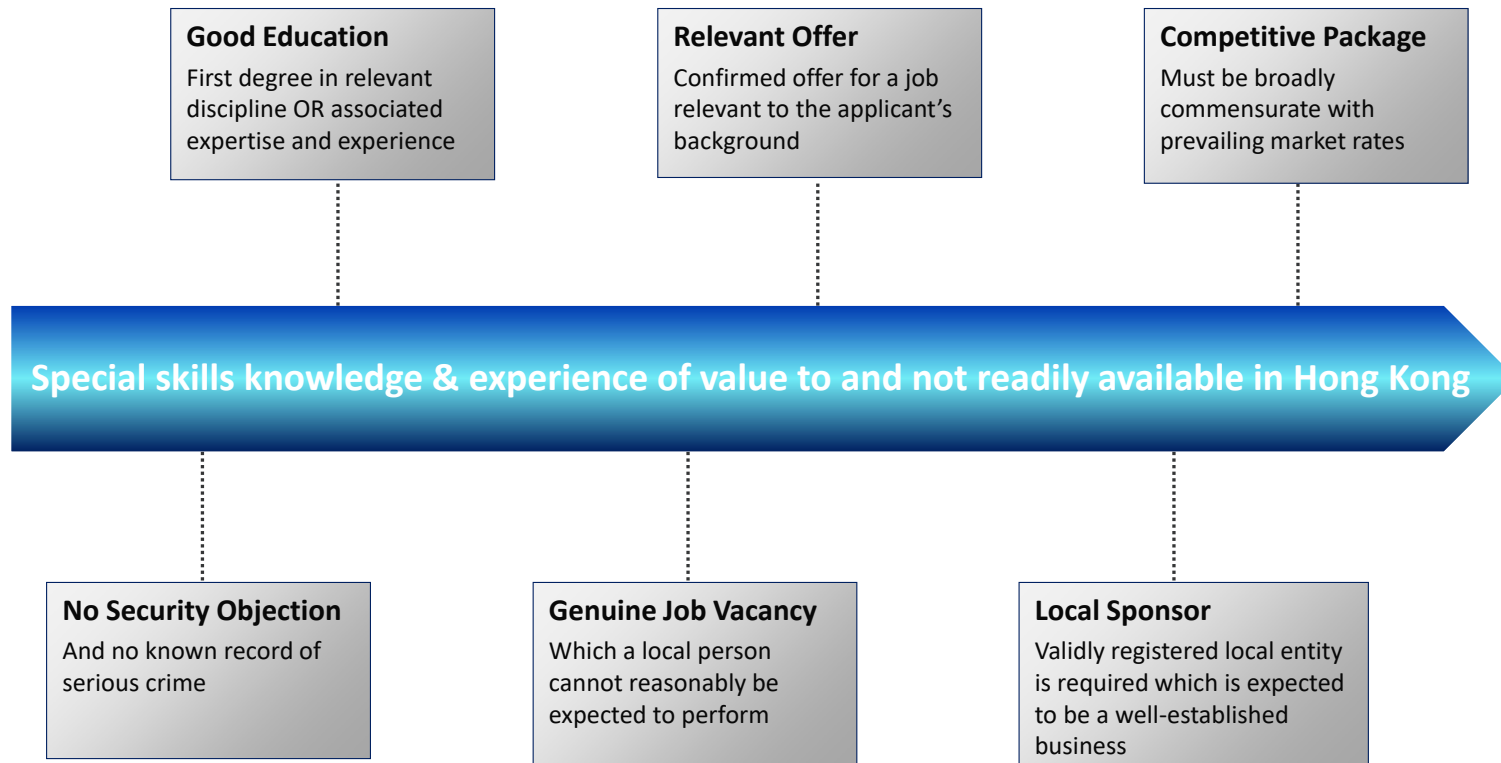 Good Education
First degree in relevant
discipline OR associated
expertise and experience
Relevant Offer
Confirmed offer for a job
relevant to the applicant’s
background
Competitive Package
Must be broadly
commensurate with
prevailing market rates
Special skills knowledge & experience of value to and not readily available in Hong Kong
No Security Objection
And no known record of
serious crime
Genuine Job Vacancy
Which a local person
cannot reasonably be
expected to perform
Local Sponsor
Validly registered local entity
is required which is expected
to be a well-established
business